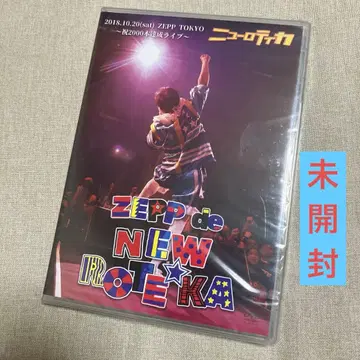 2018.10.20(sat) ZEPP TOKYO
～祝2000本達成ライブ～
ニューロティカ
ZEPP de
NEW
ROTE★KA
未開封